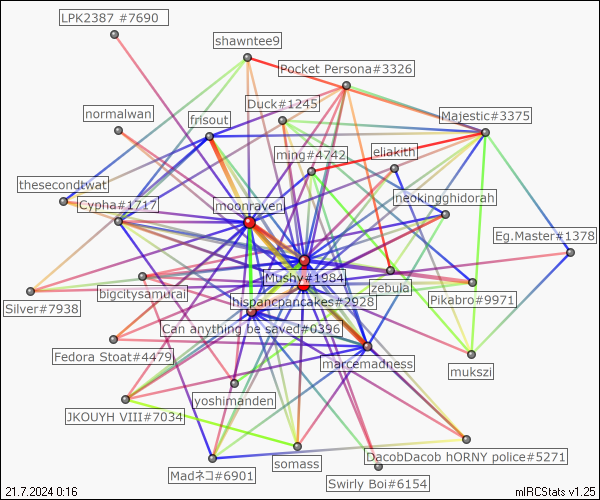 LPK2387 #7690
shawntee9
Pocket Persona#3326
Duck#1245
normalwan
frisout
Majestic#3375
ming#4742
eliakith
thesecondtwat
Cypha#1717
moonraven
neokingghidorah
Eg.Master#1378
Mushy#1984
zebula
bigcitysamurai
hispancpancakes#2928
Pikabro#9971
Silver#7938
Can anything be saved#0396
Fedora Stoat#4479
marcemadness
mukszi
yoshimanden
JKOUYH VIII#7034
DacobDacob hORNY police#5271
somass
Madネコ#6901
Swirly Boi#6154
21.7.2024 0:16
mIRCStats v1.25